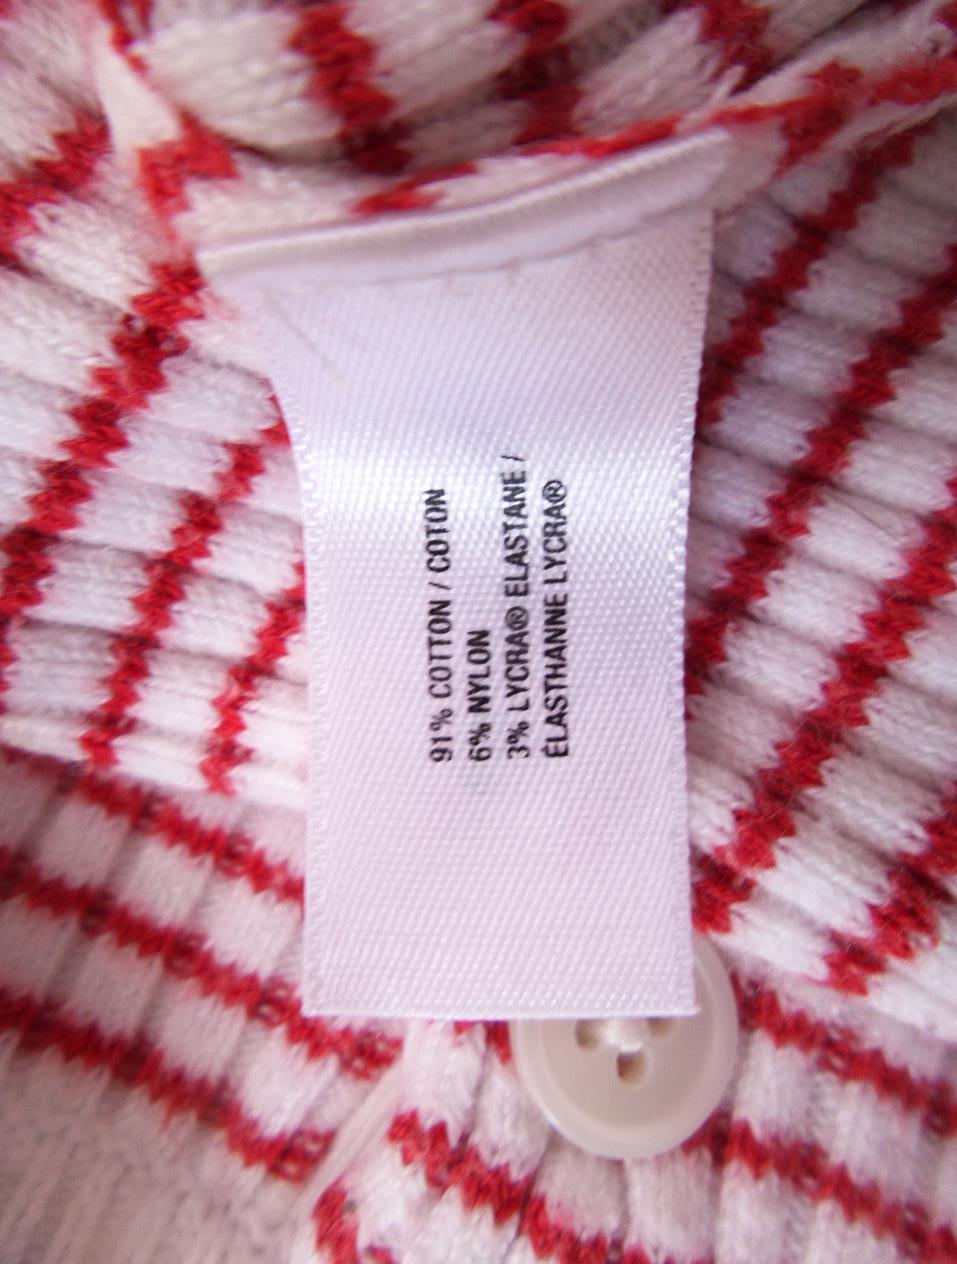 91% COTTON / COTON
6% NYLON
3% LYCRA® ELASTANE /
ÉLASTHANNE LYCRA®